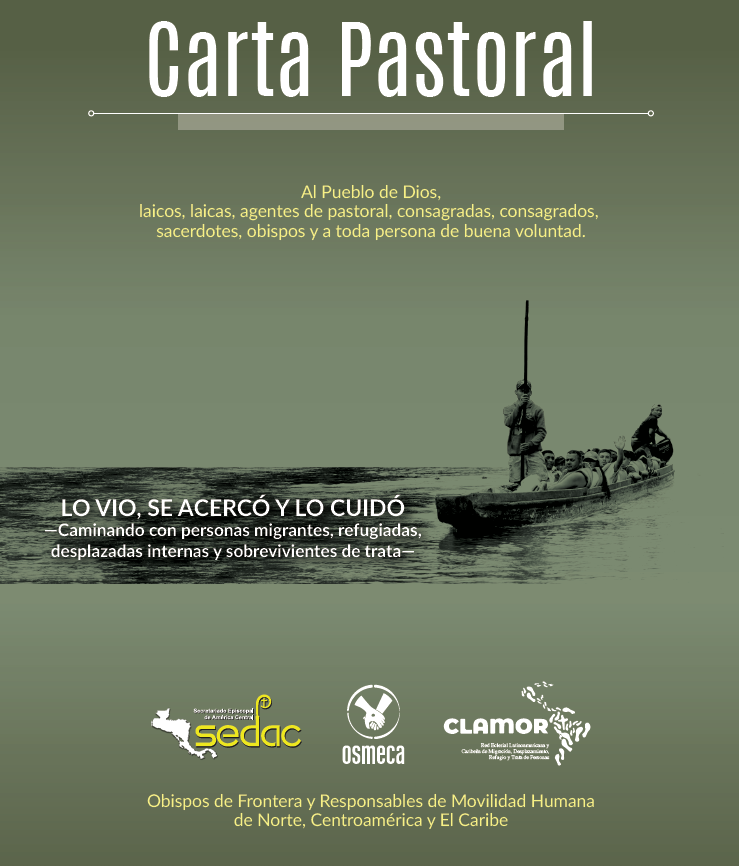 Carta Pastoral
Al Pueblo de Dios,
laicos, laicas, agentes de pastoral, consagradas, consagrados,
sacerdotes, obispos y a toda persona de buena voluntad.
LO VIO, SE ACERCÓ Y LO CUIDÓ
—Caminando con personas migrantes, refugiadas,
desplazadas internas y sobrevivientes de trata—
Secretariado Episcopal
de América Central
sedac
osmeca
CLAMOR
Red Eclesial Latinoamericana y
Caribeña de Migración, Desplazamiento,
Refugio y Trata de Personas
Obispos de Frontera y Responsables de Movilidad Humana
de Norte, Centroamérica y El Caribe